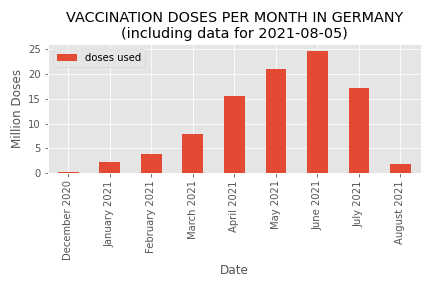 VACCINATION DOSES PER MONTH IN GERMANY
(including data for 2021-08-05)
doses used
Million Doses
25
20
15
10
5
0
December 2020
January 2021
February 2021
March 2021
April 2021
May 2021
June 2021
July 2021
August 2021
Date